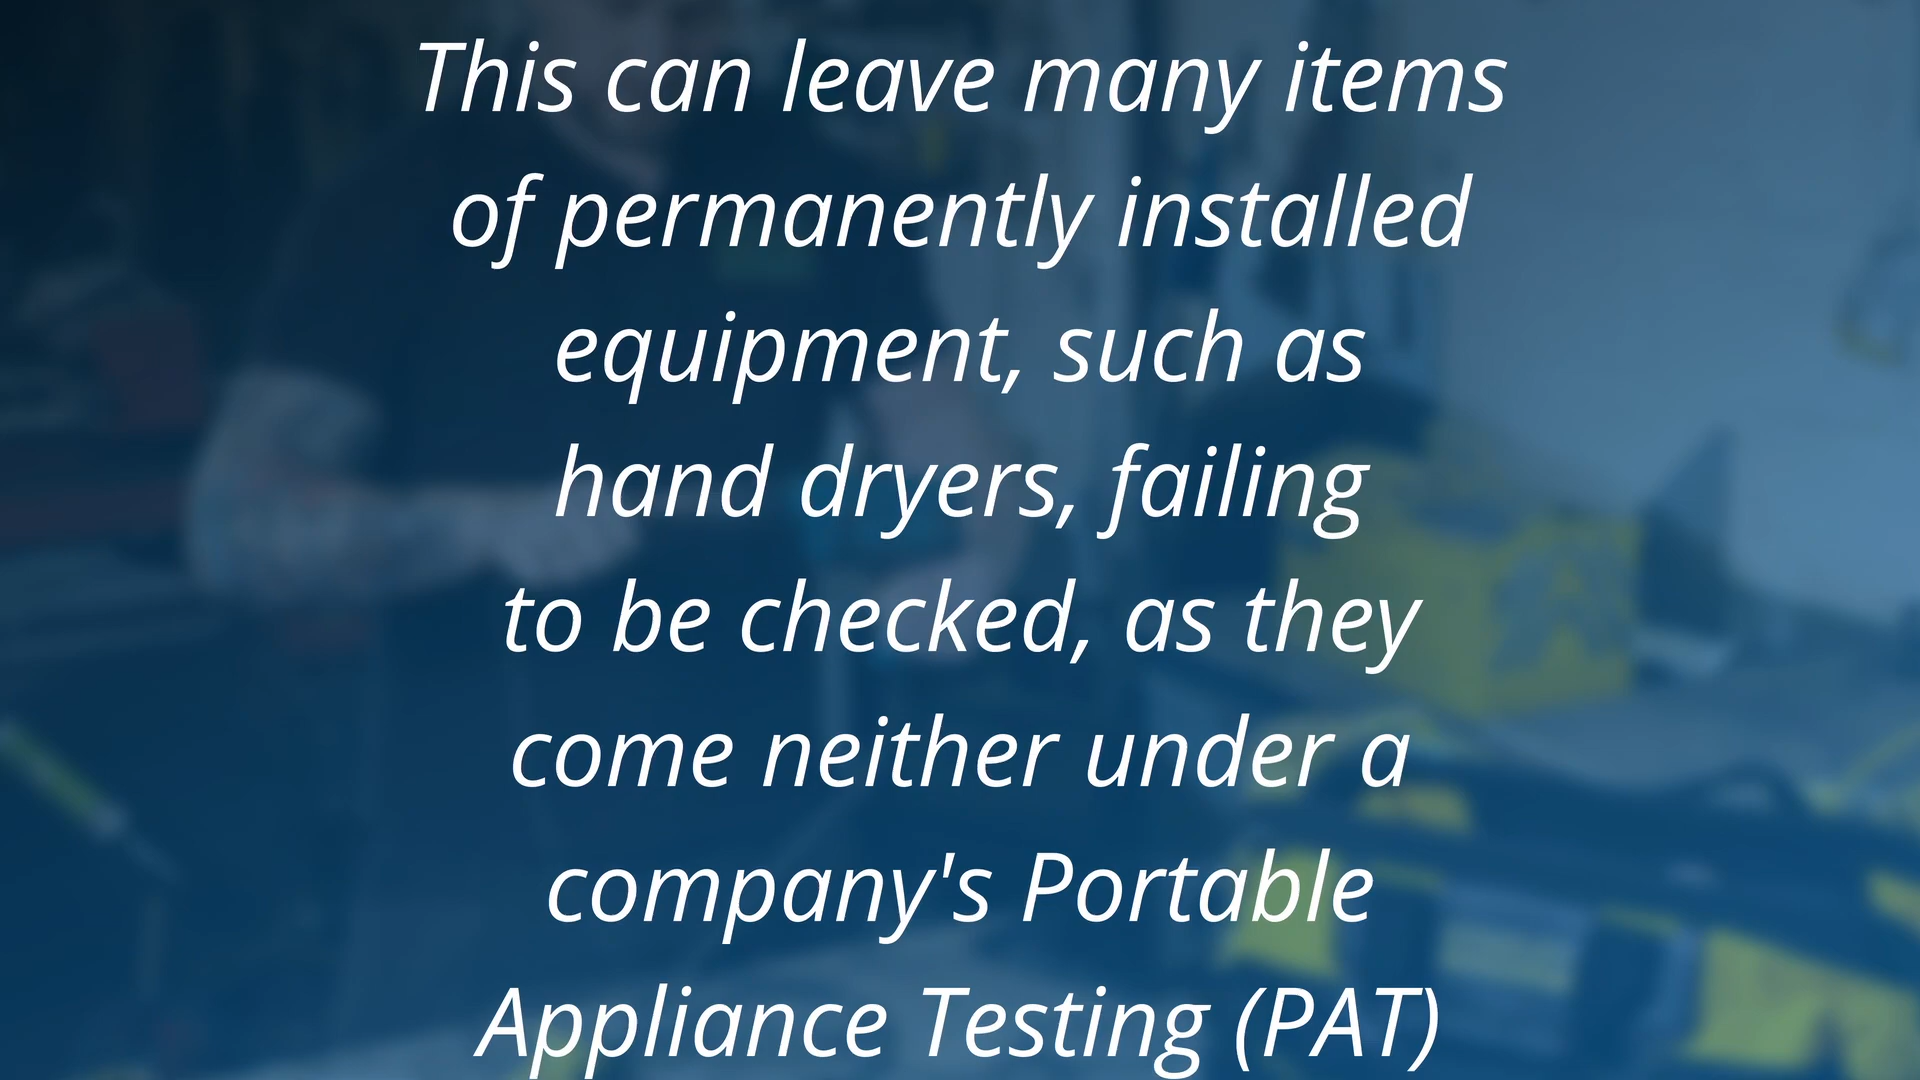 This can leave many items
of permanently installed
equipment, such as
hand dryers, failing
to be checked, as they
come neither under a
company's Portable
Appliance Testing (PAT)